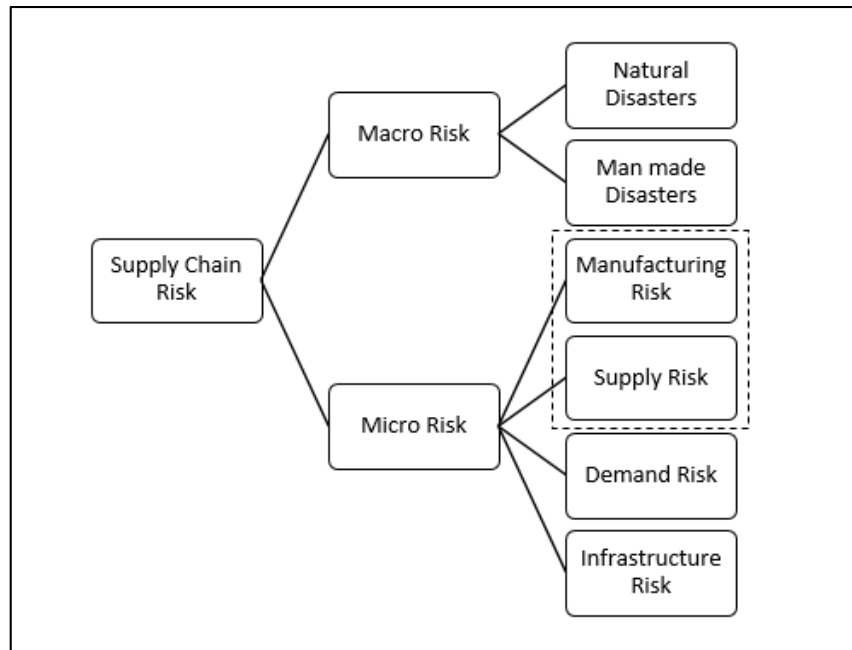 Natural
Disasters
Macro Risk
Man made
Disasters
Supply Chain
Risk
Manufacturing
Risk
Supply Risk
Micro Risk
Demand Risk
Infrastructure
Risk